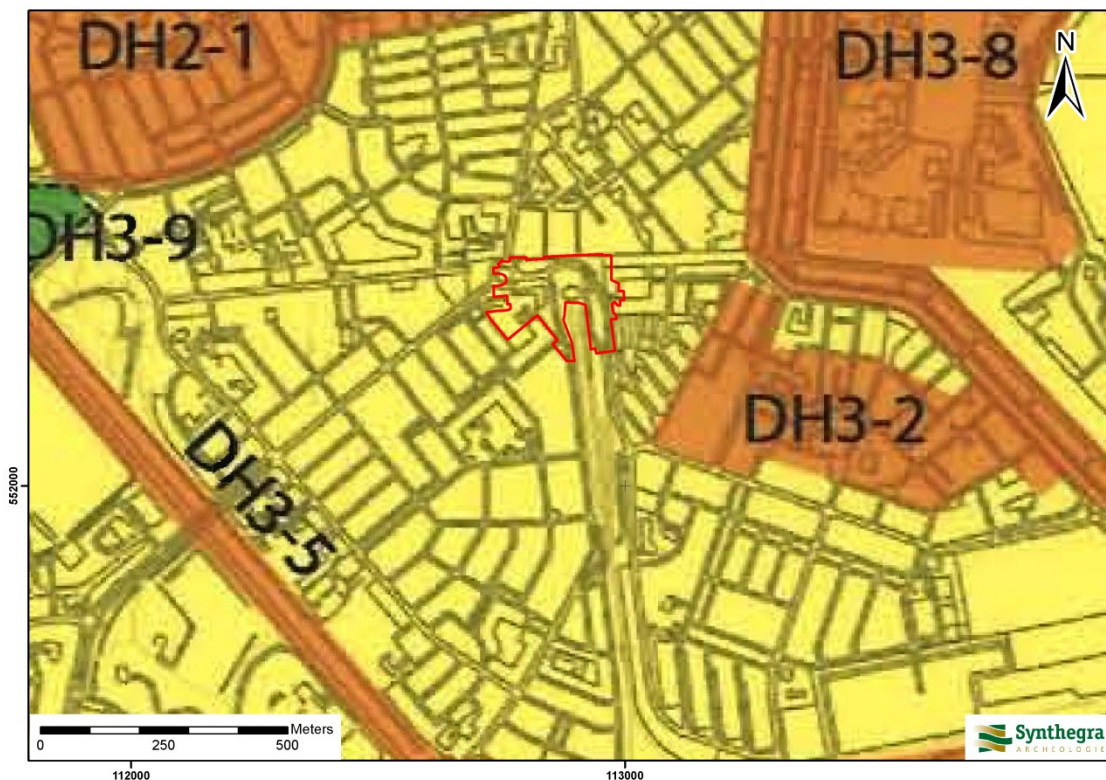 DH2-1
DH3-8
N
DH3-9
DH3-2
DH3-5
552000
Meters
0 250 500
Synthegra
ARCHEOLOGIE
112000 113000